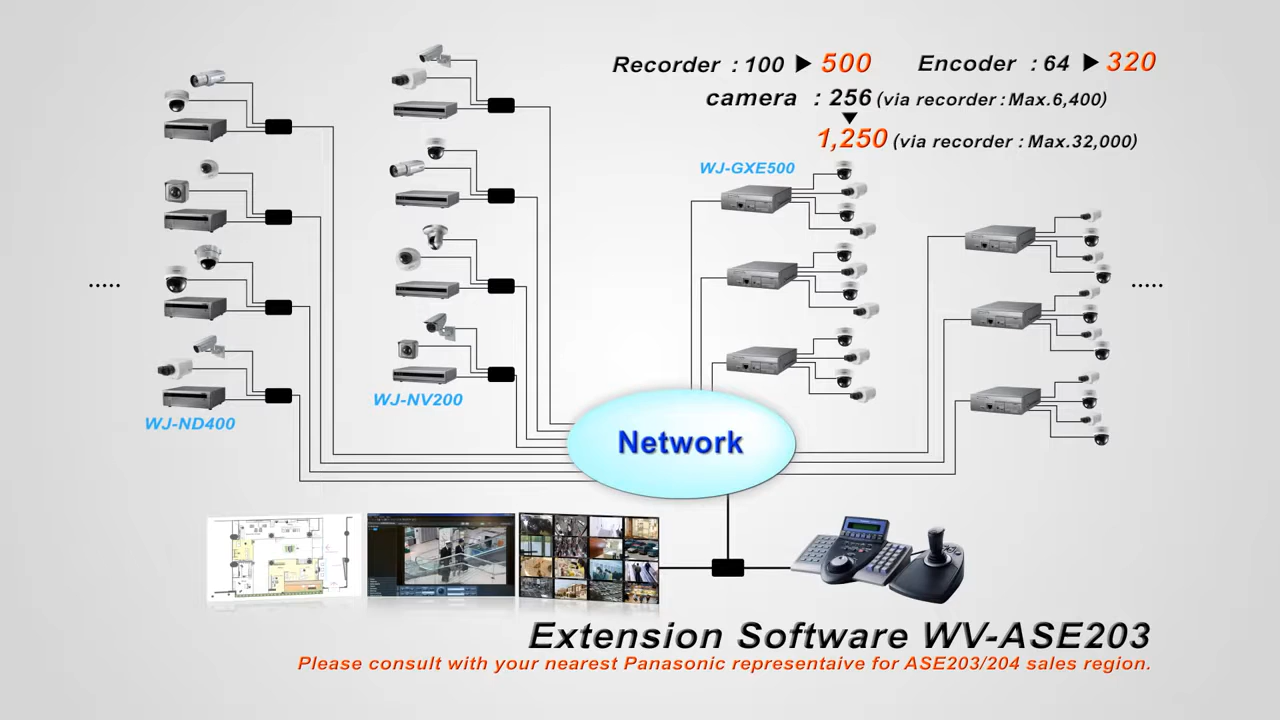 Recorder : 100 ▶ 500 Encoder : 64 ▶ 320
camera : 256 (via recorder : Max.6,400)
▼
1,250 (via recorder : Max.32,000)
WJ-GXE500
.....
.....
WJ-NV200
WJ-ND400
Network
Extension Software WV-ASE203
Please consult with your nearest Panasonic representaive for ASE203/204 sales region.